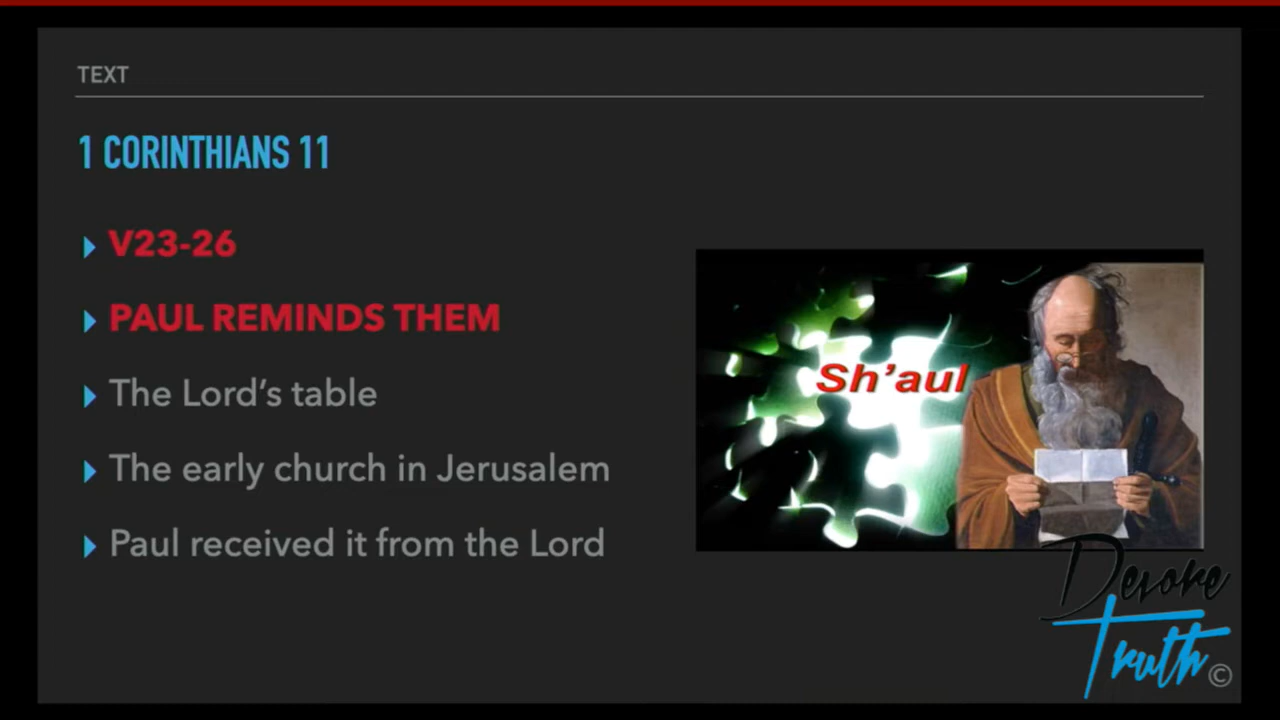 TEXT
1 CORINTHIANS 11
V23-26
PAUL REMINDS THEM
The Lord's table
The early church in Jerusalem
Paul received it from the Lord
Sh'aul
Devore
Truth ©